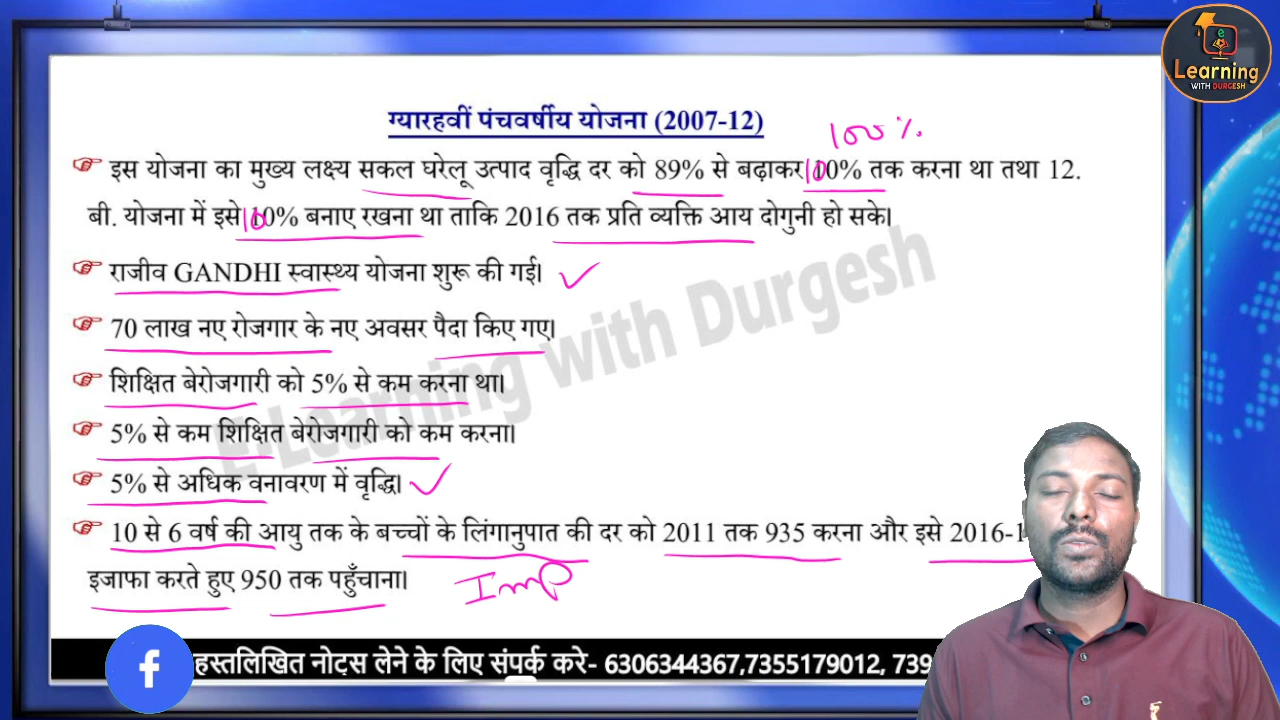 e
Learning
WITH DURGESH
ग्यारहवीं पंचवर्षीय योजना (2007-12)
100%
इस योजना का मुख्य लक्ष्य सकल घरेलू उत्पाद वृद्धि दर को 89% से बढ़ाकर 10% तक करना था तथा 12.
बी. योजना में इसे 10% बनाए रखना था ताकि 2016 तक प्रति व्यक्ति आय दोगुनी हो सके।
राजीव GANDHI स्वास्थ्य योजना शुरू की गई।
70 लाख नए रोजगार के नए अवसर पैदा किए गए।
शिक्षित बेरोजगारी को 5% से कम करना था।
5% से कम शिक्षित बेरोजगारी को कम करना।
5% से अधिक वनावरण में वृद्धि।
10 से 6 वर्ष की आयु तक के बच्चों के लिंगानुपात की दर को 2011 तक 935 करना और इसे 2016-1
इजाफा करते हुए 950 तक पहुँचाना।
Imp
E-Learning with Durgesh
f
हस्तलिखित नोट्स लेने के लिए संपर्क करे- 6306344367,7355179012, 739